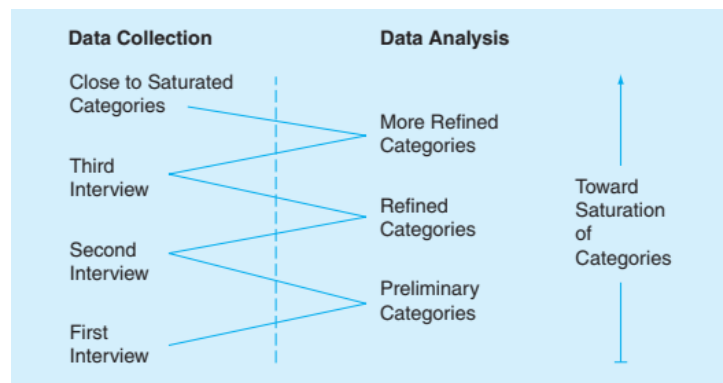 Data Collection
Data Analysis
Close to Saturated
Categories
More Refined
Categories
Third
Interview
Refined
Categories
Second
Interview
Preliminary
Categories
First
Interview
Toward
Saturation
of
Categories